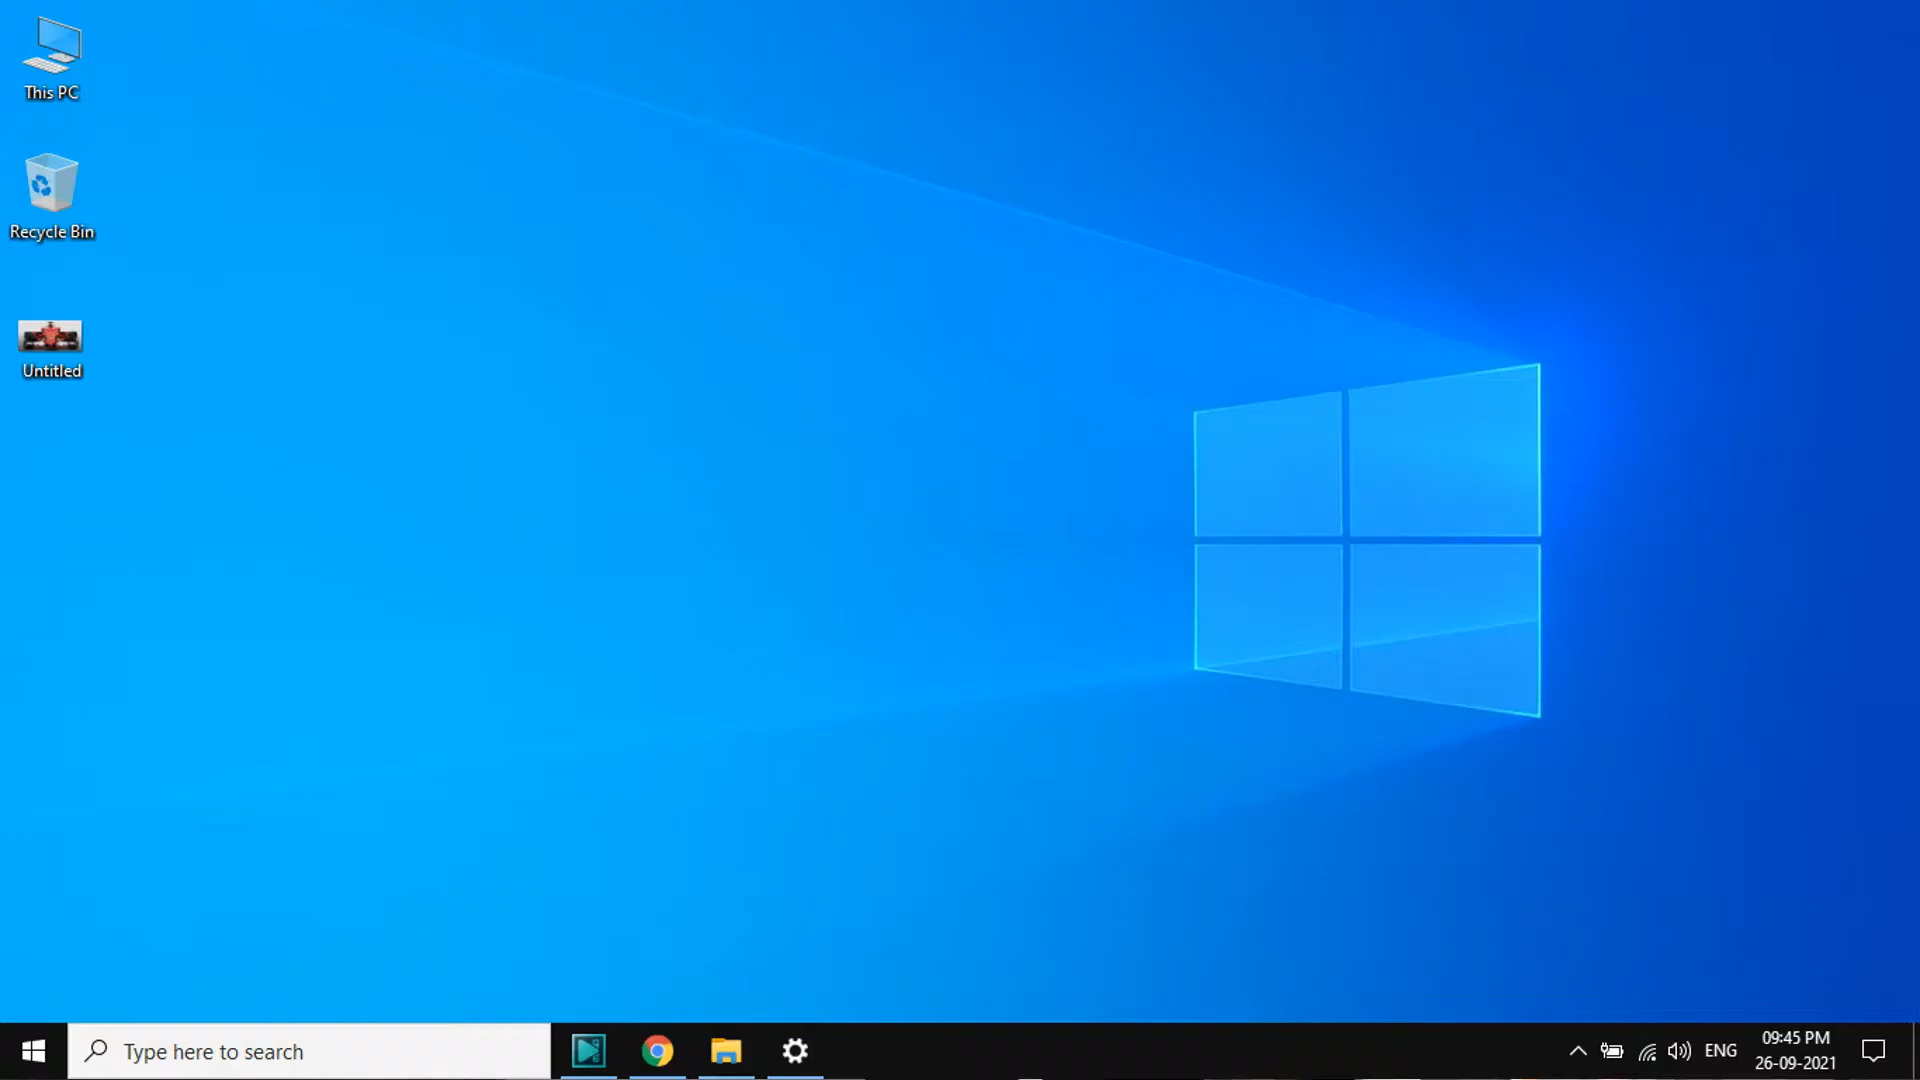 This PC
Recycle Bin
Untitled
Type here to search
ENG
09:45 PM
26-09-2021